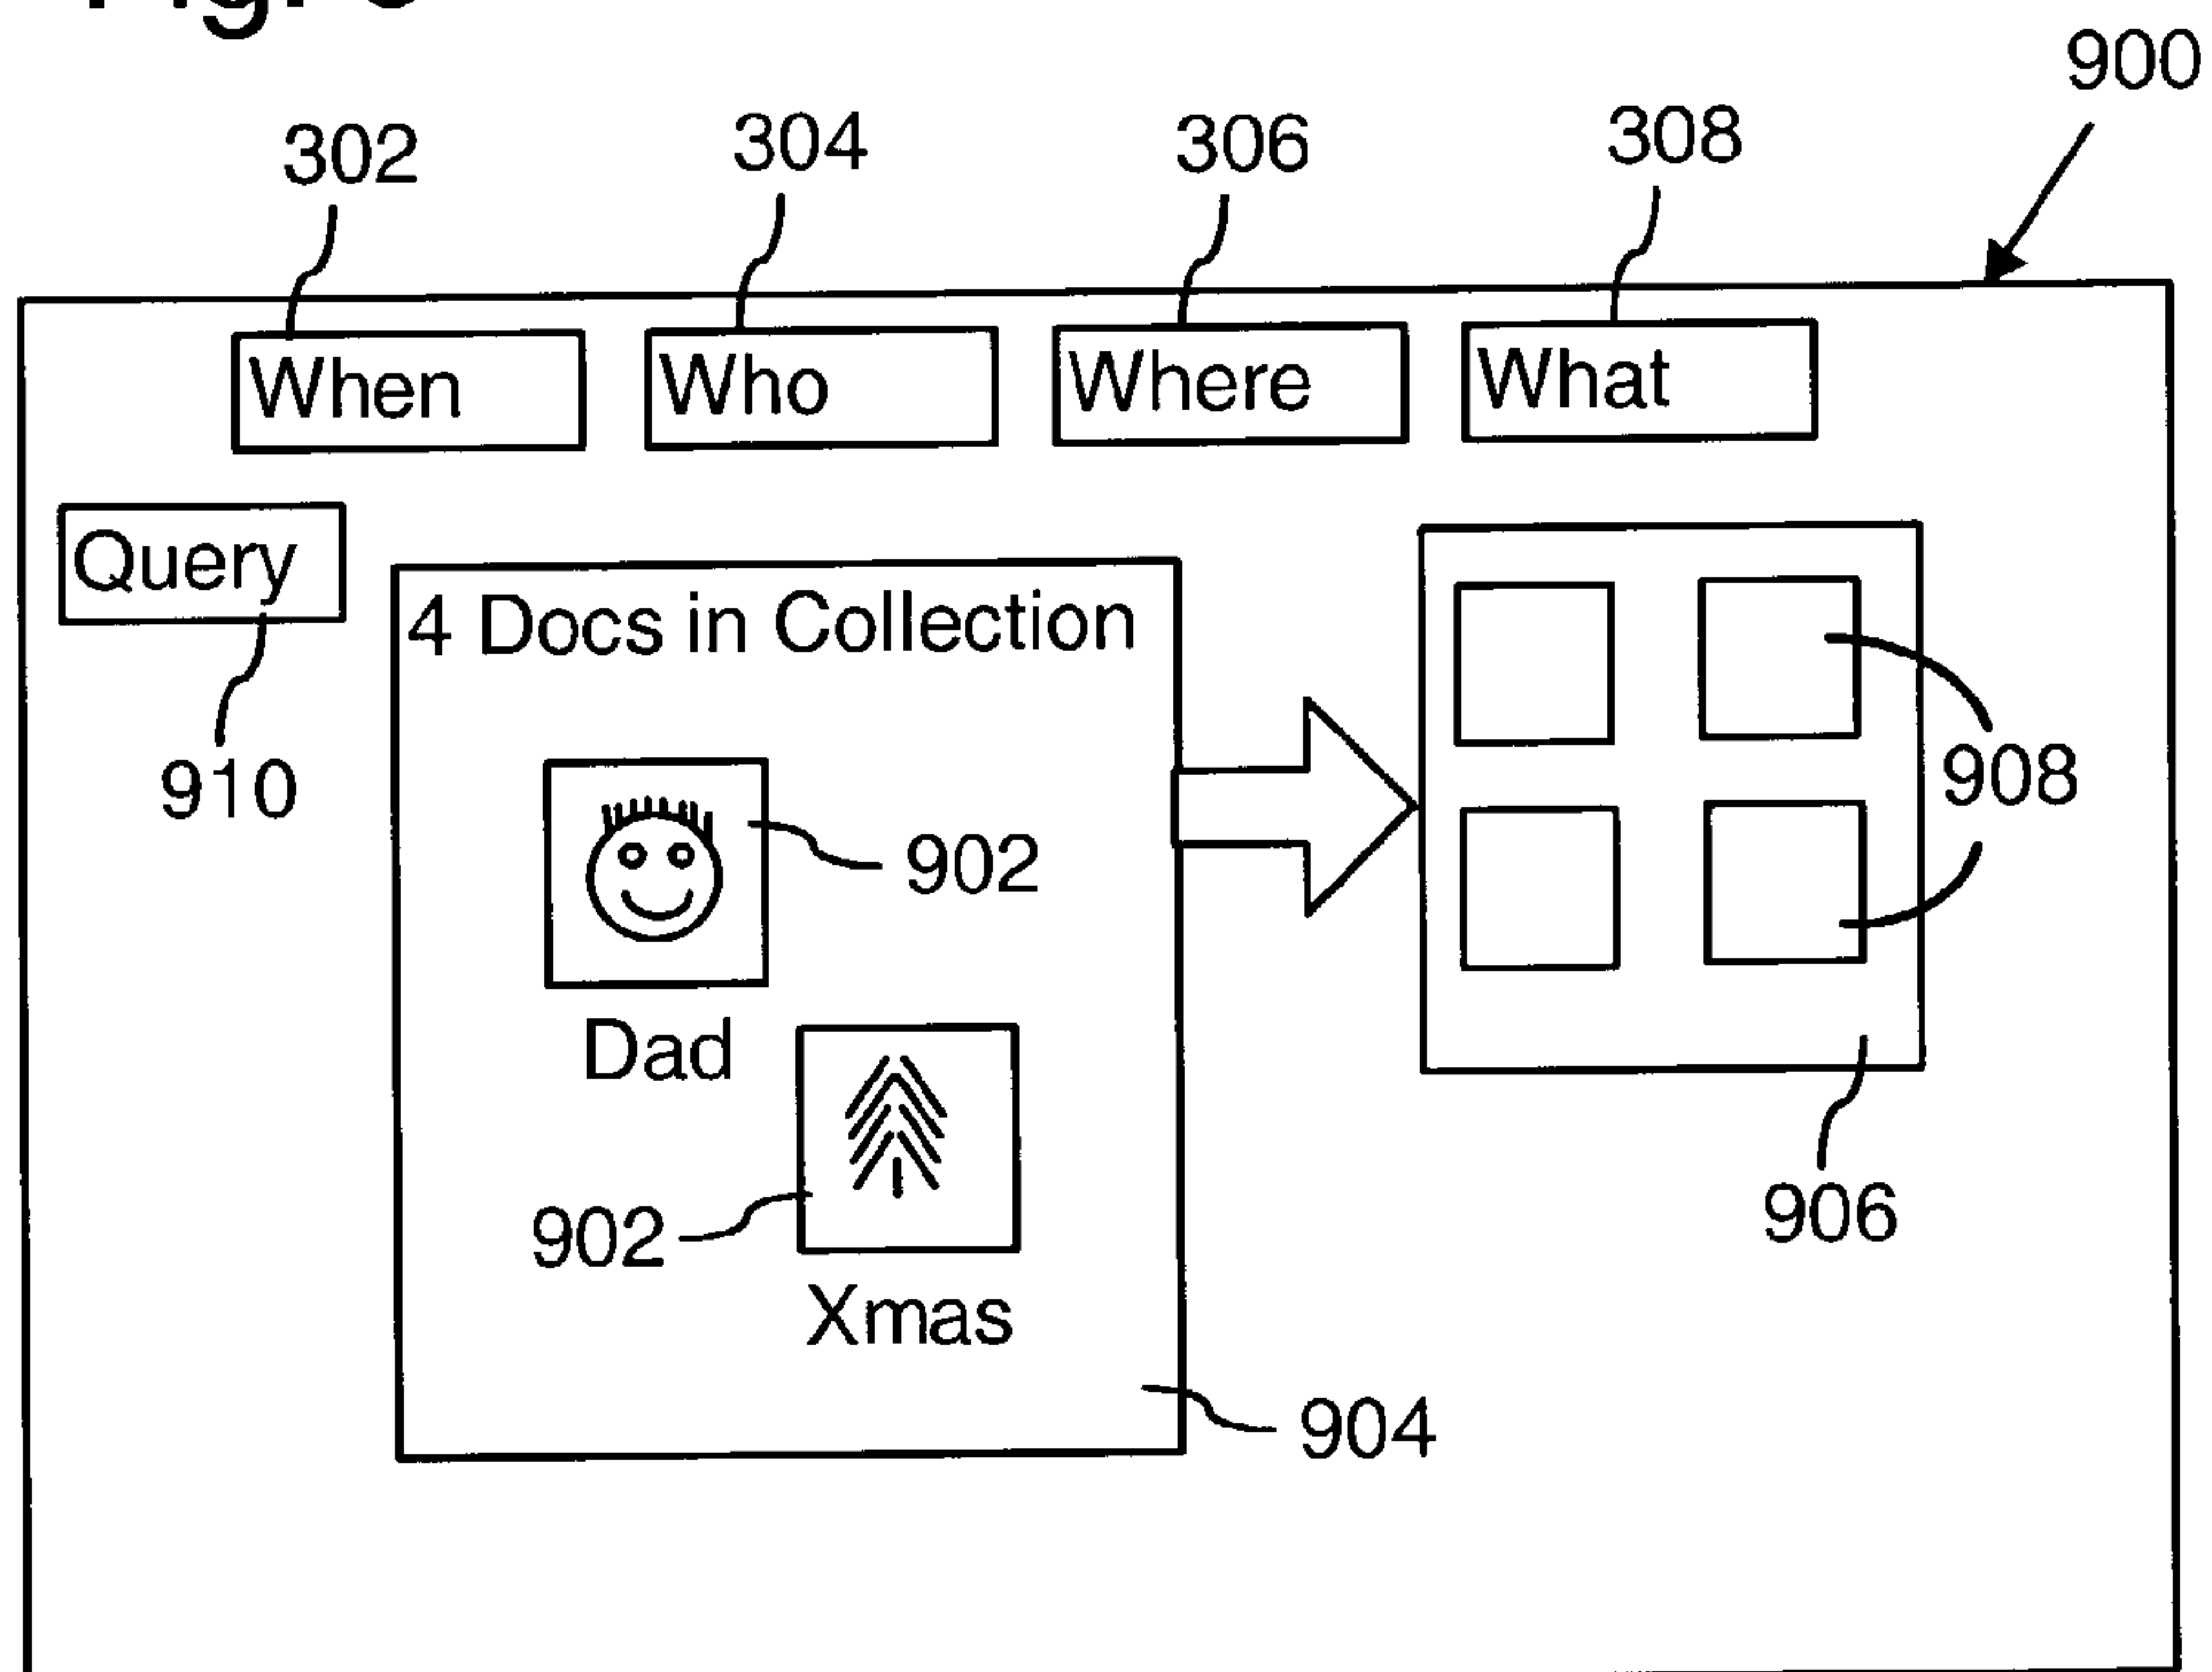 900
302
304
306
308
When
Who
Where
What
Query
4 Docs in Collection
910
908
902
Dad
902
906
Xmas
904